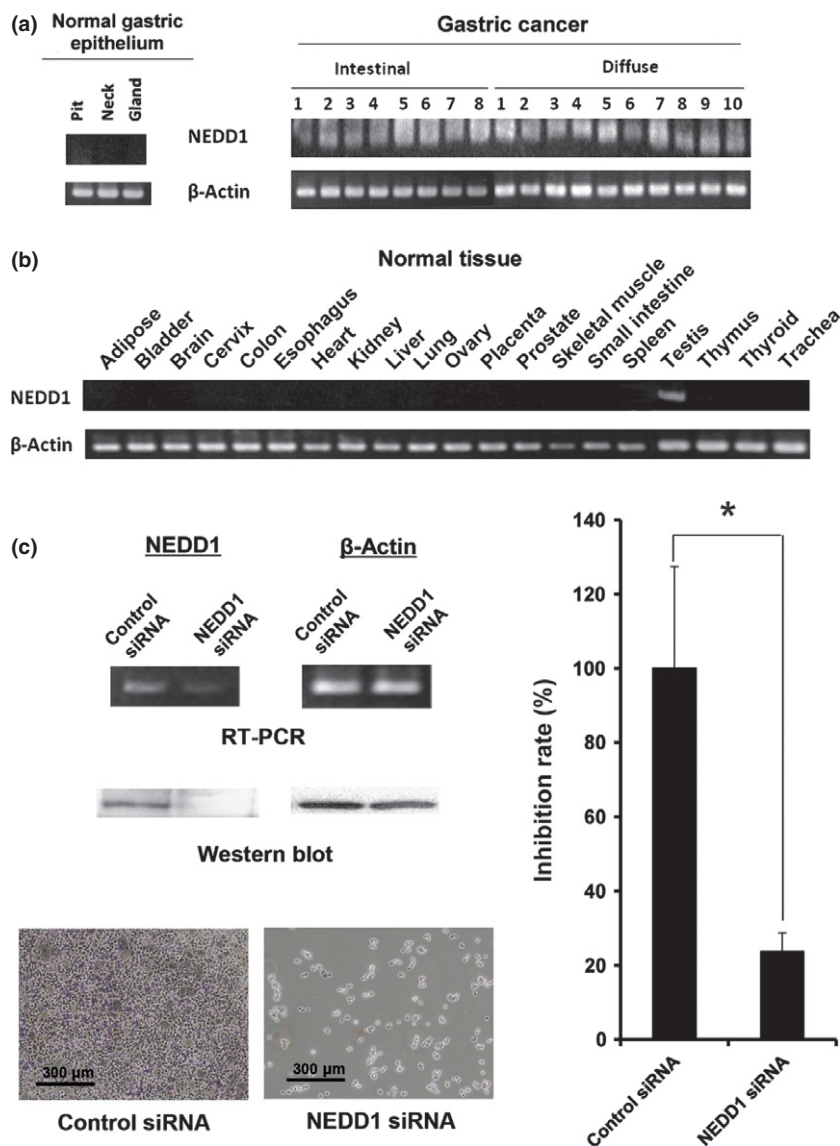 (a)
Normal gastric
epithelium
Pit
Neck
Gland
Gastric cancer
Intestinal
Diffuse
1 2 3 4 5 6 7 8 1 2 3 4 5 6 7 8 9 10
NEDD1
β-Actin
(b)
Normal tissue
Adipose
Bladder
Brain
Cervix
Colon
Esophagus
Heart
Kidney
Liver
Lung
Ovary
Placenta
Prostate
Skeletal muscle
Small intestine
Spleen
Testis
Thymus
Thyroid
Trachea
NEDD1
β-Actin
(c)
NEDD1
β-Actin
Control
siRNA
NEDD1
siRNA
Control
siRNA
NEDD1
siRNA
RT-PCR
Western blot
300 µm
300 µm
Control siRNA
NEDD1 siRNA
Inhibition rate (%)
140
120
100
80
60
40
20
0
*
Control siRNA
NEDD1 siRNA